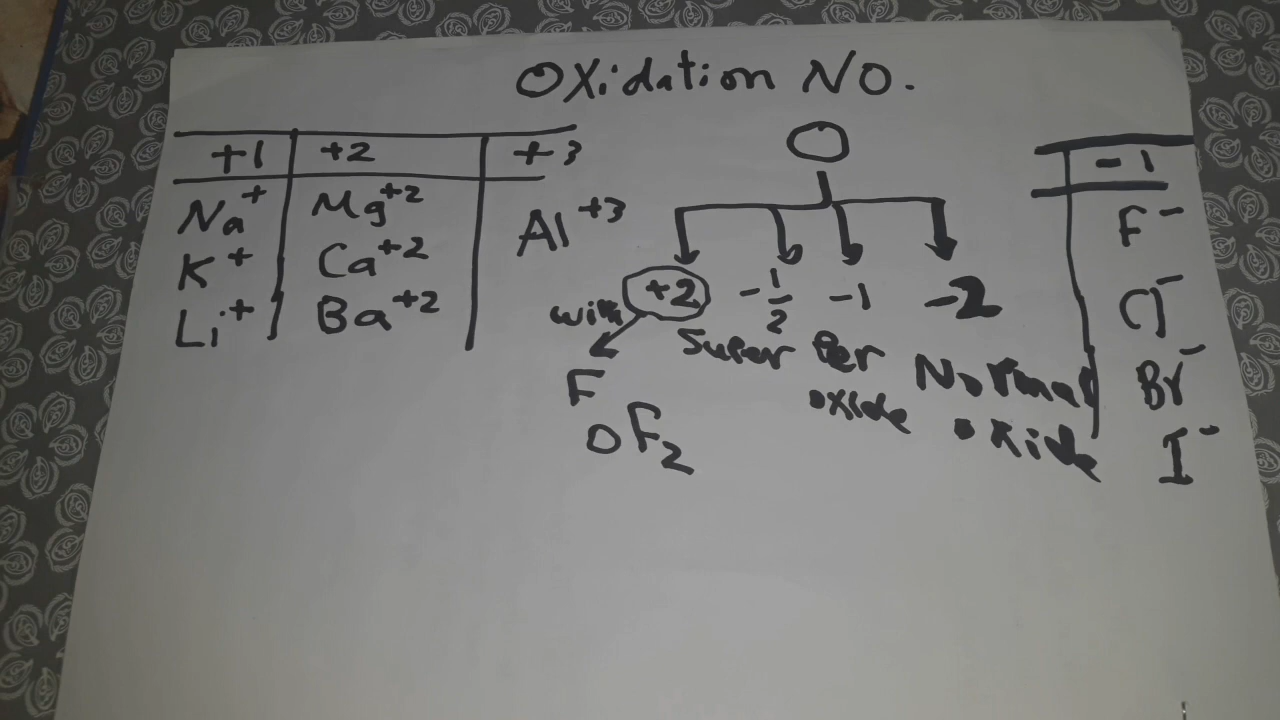 Oxidation NO.
+1 +2 +3
Na+ Mg+2 Al+3
K+ Ca+2
Li+ Ba+2
O
+2 -1/2 -1 -2
with
F
OF2
Super
Per
oxide
Normal
oxide
-1
F-
Cl-
Br-
I-